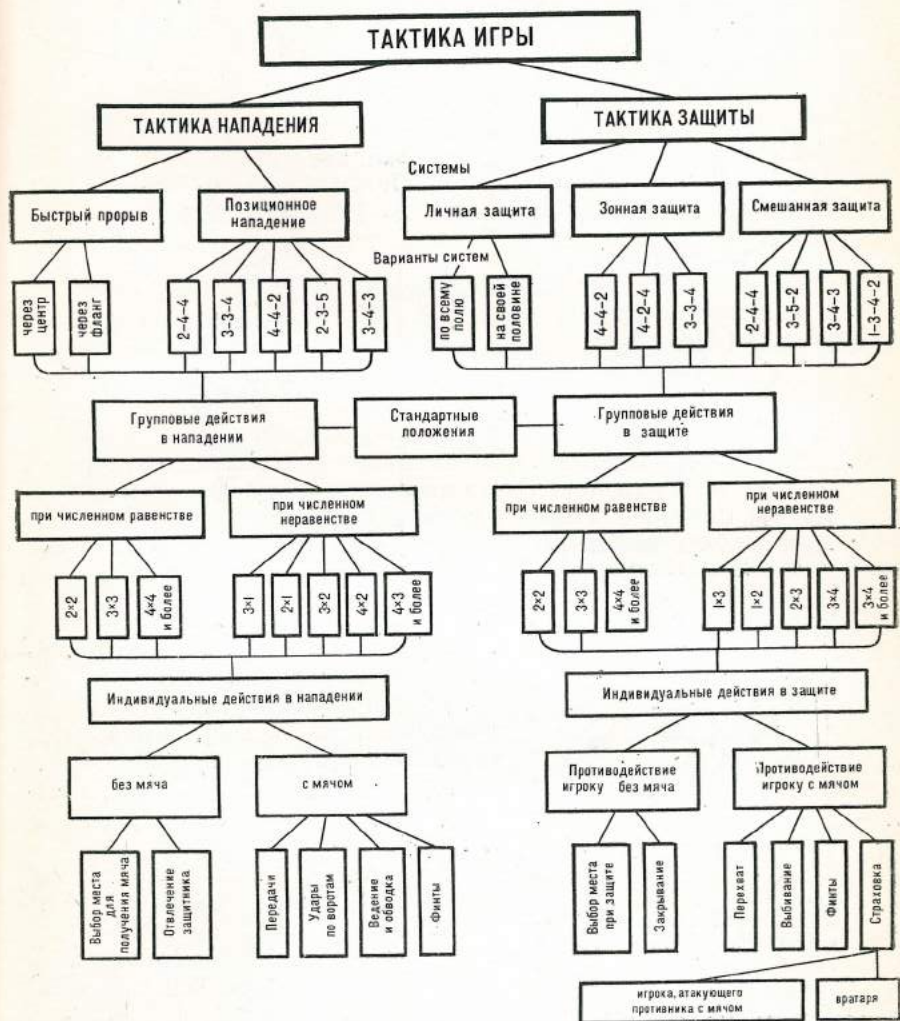 ТАКТИКА ИГРЫ
ТАКТИКА НАПАДЕНИЯ
ТАКТИКА ЗАЩИТЫ
Системы
Быстрый прорыв
Позиционное
нападение
Личная защита
Зонная защита
Смешанная защита
Варианты систем
через
центр
через
фланг
2-4-4
3-3-4
4-4-2
2-3-5
3-4-3
по всему
полю
на своей
половине
4-4-2
4-2-4
3-3-4
2-4-4
3-5-2
3-4-3
1-3-4-2
Групповые действия
в нападении
Стандартные
положения
Групповые действия
в защите
при численном равенстве
при численном
неравенстве
при численном равенстве
при численном
неравенстве
2×2
3×3
4×4
и более
3×1
2×1
3×2
4×2
4×3
и более
2×2
3×3
4×4
и более
1×3
1×2
2×3
3×4
3×4
и более
Индивидуальные действия в нападении
Индивидуальные действия в защите
без мяча
с мячом
Противодействие
игроку без мяча
Противодействие
игроку с мячом
Выбор места
для
получения мяча
Отвлечение
защитника
Передачи
Удары
по воротам
Ведение
и обводка
Финты
Выбор места
при защите
Закрывание
Перехват
Выбивание
Финты
Страховка
игрока, атакующего
противника с мячом
вратаря